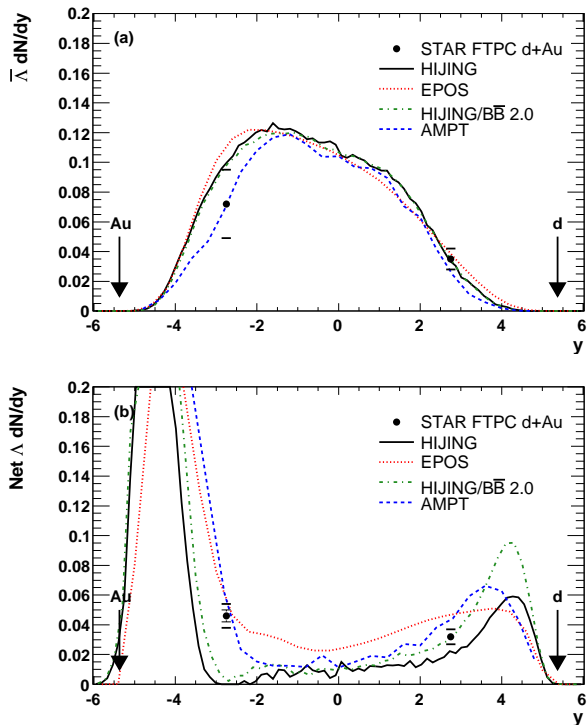 0.2
(a)
Λ̅ dN/dy
0.18
STAR FTPC d+Au
0.16
HIJING
EPOS
0.14
HIJING/BB̅ 2.0
0.12
AMPT
0.1
0.08
0.06
Au
d
0.04
0.02
0
-6 -4 -2 0 2 4 6
y
0.2
(b)
Net Λ dN/dy
0.18
STAR FTPC d+Au
0.16
HIJING
EPOS
0.14
HIJING/BB̅ 2.0
0.12
AMPT
0.1
0.08
0.06
Au
d
0.04
0.02
0
-6 -4 -2 0 2 4 6
y